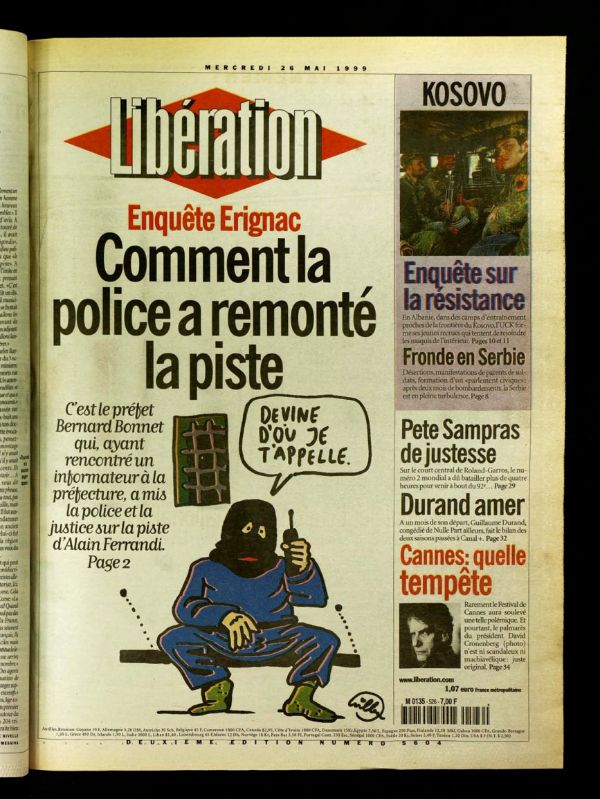 MERCREDI 26 MAI 1999
Libération
Enquête Erignac
Comment la
police a remonté
la piste
C'est le préfet
Bernard Bonnet
qui, ayant
rencontré un
informateur à la
préfecture, a mis
la police et la
justice sur la piste
d'Alain Ferrandi.
Page 2
DEVINE
D'OÙ JE
T'APPELLE.
KOSOVO
Enquête sur
la résistance
En Albanie, dans des camps d'entraînement
proches de la frontière du Kosovo, l'UCK for-
me ses jeunes recrues qui tentent de rejoindre
les maquis de l'intérieur. Pages 10 et 11
Fronde en Serbie
Désertions, manifestations de parents de sol-
dats, formation d'un «parlement civique»:
après deux mois de bombardements, la Serbie
est en pleine turbulence. Page 8
Pete Sampras
de justesse
Sur le court central de Roland-Garros, le nu-
méro 2 mondial a dû batailler plus de quatre
heures pour venir à bout du 92e... Page 29
Durand amer
A un mois de son départ, Guillaume Durand,
congédié de Nulle Part ailleurs, fait le bilan des
deux saisons passées à Canal+. Page 32
Cannes: quelle
tempête
Rarement le Festival de
Cannes aura soulevé
une telle polémique. Et
pourtant, le palmarès
du président David
Cronenberg (photo)
n'est ni scandaleux ni
machiavélique: juste
original. Page 34
www.liberation.com
1,07 euro france métropolitaine
M 0135 - 526 - 7,00 F
DEUXIEME EDITION NUMERO 5604